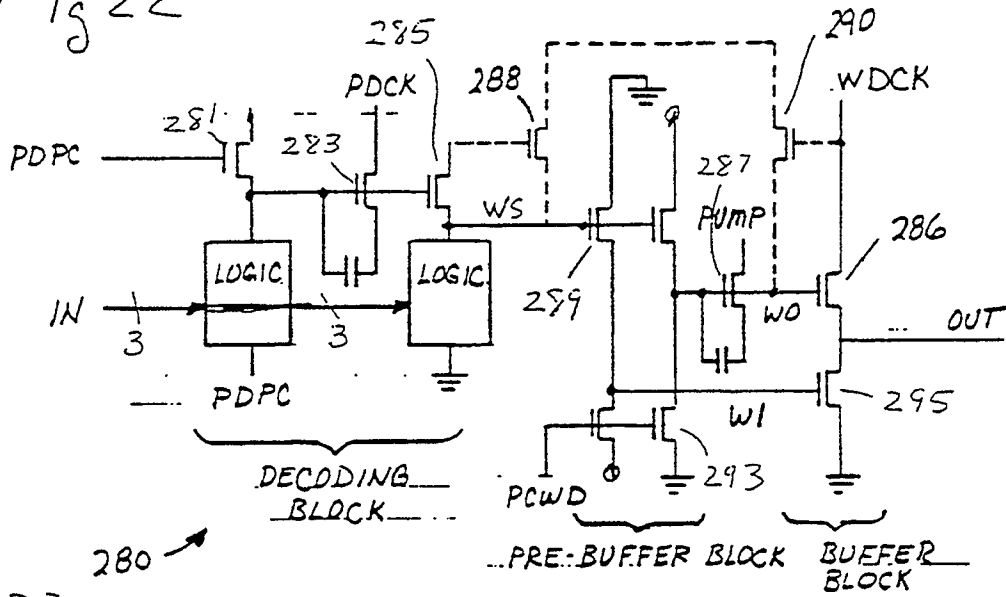 Fig 22
285
290
PDCK
288
WDCK
281
PDPC
283
287
WS
PUMP
286
LOGIC
LOGIC
289
IN
3
3
WO
OUT
PDPC
WI
295
293
PCWD
DECODING
BLOCK
280
PRE-BUFFER BLOCK
BUFFER
BLOCK